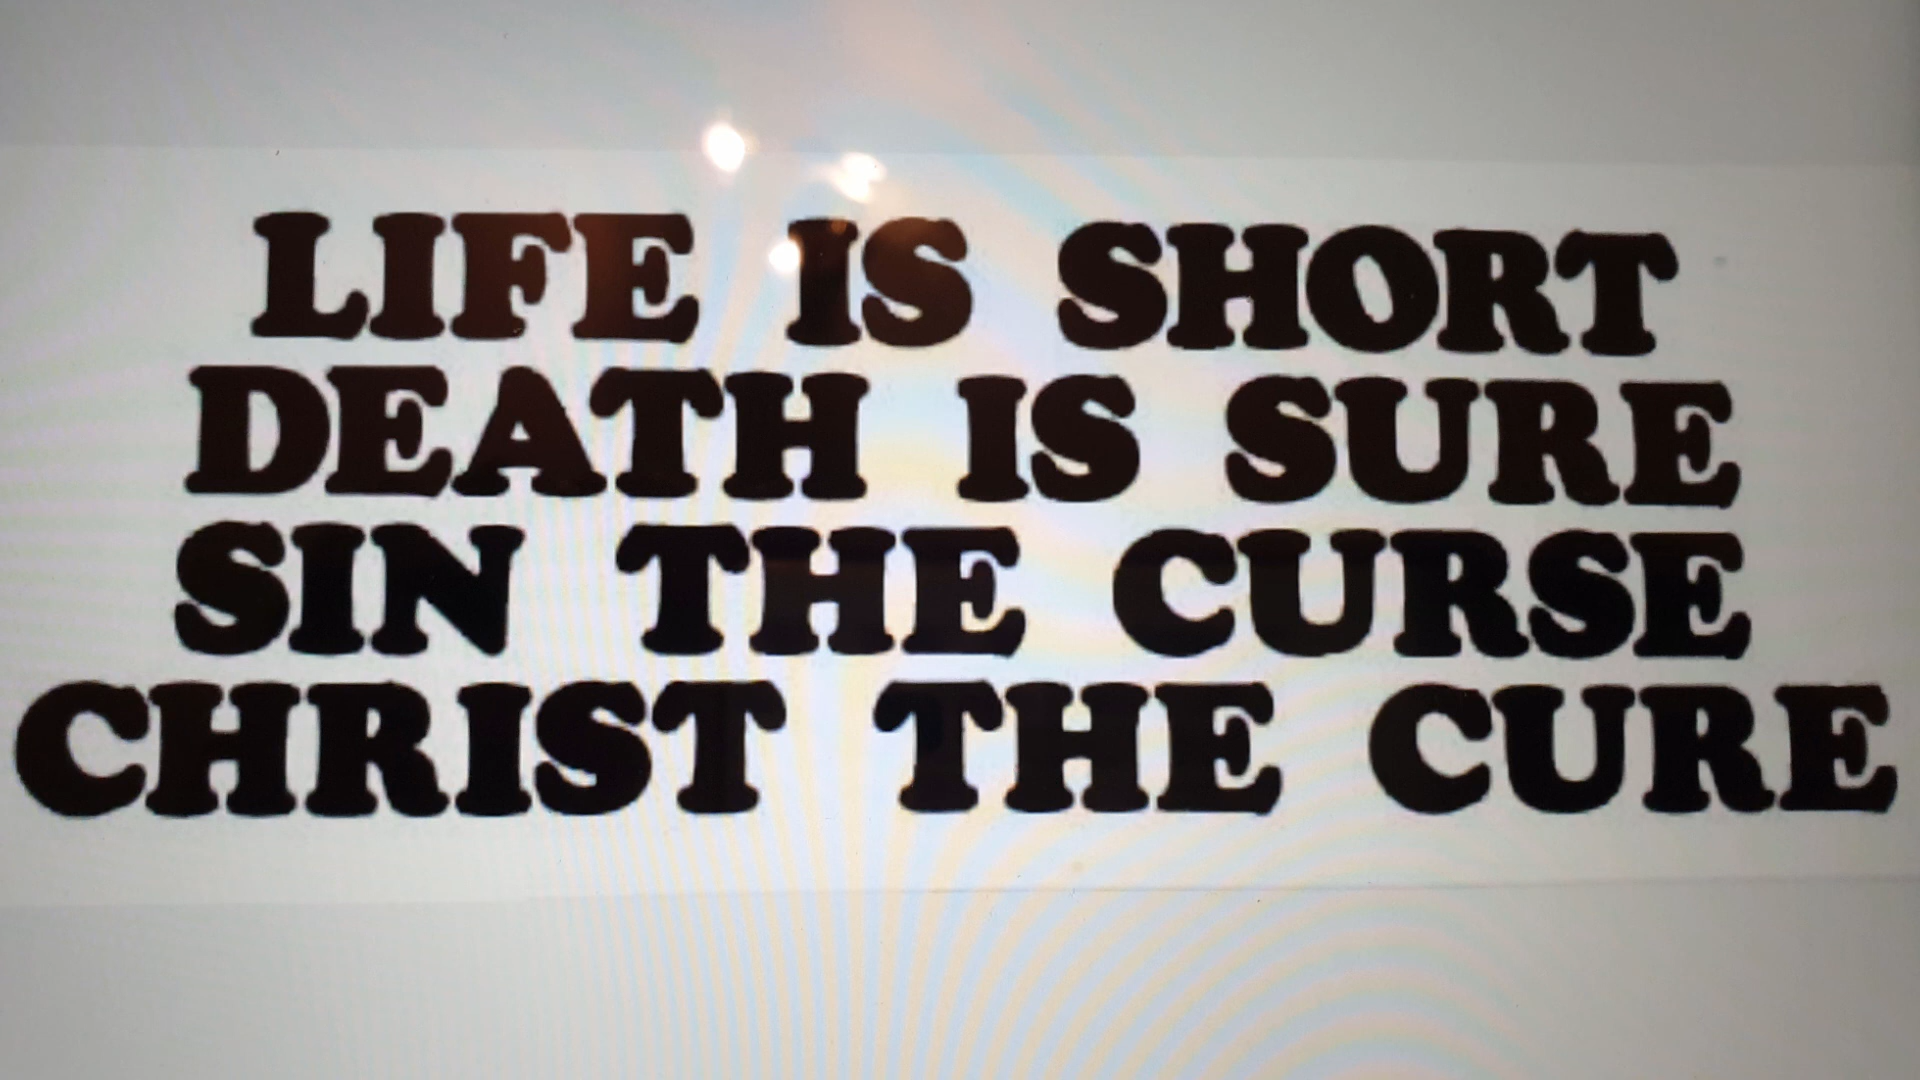 LIFE IS SHORT
DEATH IS SURE
SIN THE CURSE
CHRIST THE CURE